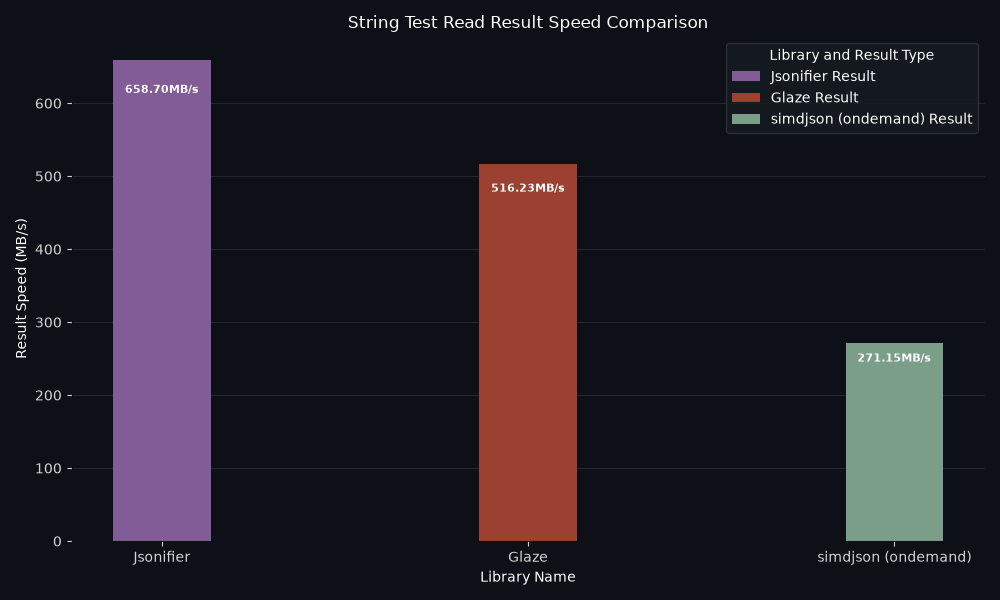 String Test Read Result Speed Comparison
Library and Result Type
Jsonifier Result
Glaze Result
simdjson (ondemand) Result
Result Speed (MB/s)
600
500
400
300
200
100
0
658.70MB/s
516.23MB/s
271.15MB/s
Jsonifier
Glaze
simdjson (ondemand)
Library Name